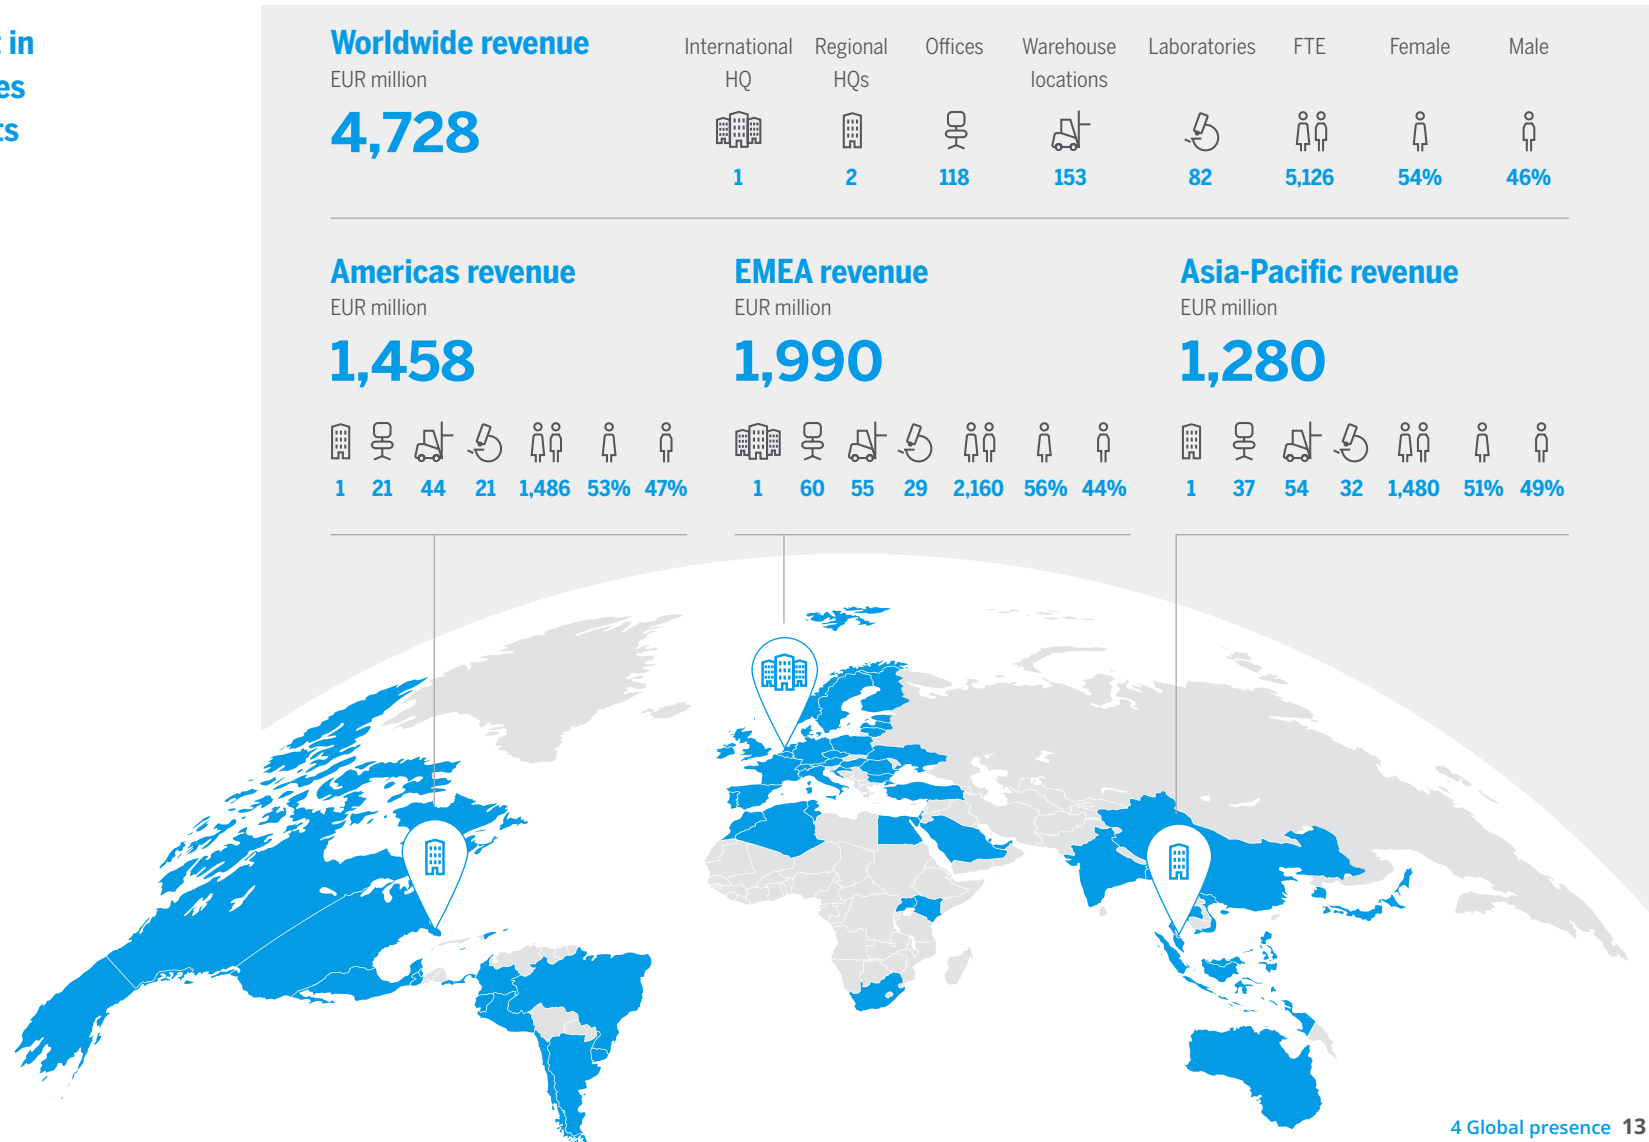 in
es
ts
Worldwide revenue
EUR million
4,728
International HQ
Regional HQs
Offices
Warehouse locations
Laboratories
FTE
Female
Male
1
2
118
153
82
5,126
54%
46%
Americas revenue
EUR million
1,458
1
21
44
21
1,486
53%
47%
EMEA revenue
EUR million
1,990
1
60
55
29
2,160
56%
44%
Asia-Pacific revenue
EUR million
1,280
1
37
54
32
1,480
51%
49%
4 Global presence 13